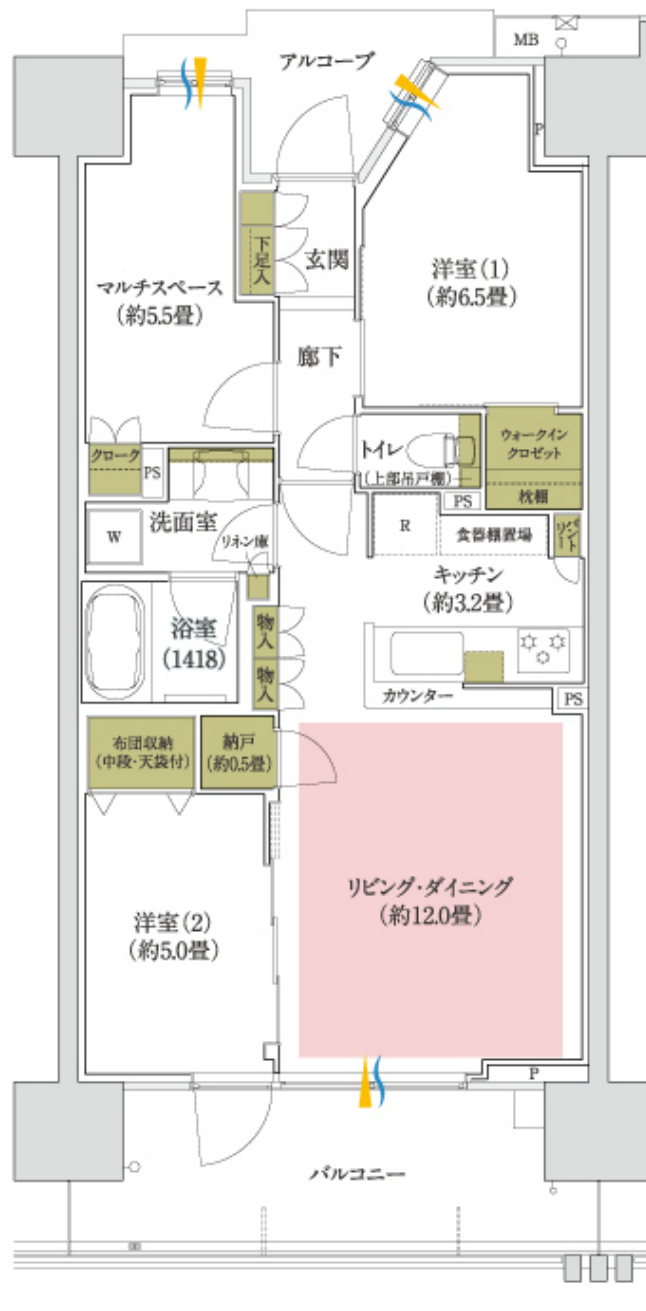 MB
アルコーブ
P
下足入
玄関
洋室(1)
(約6.5畳)
マルチスペース
(約5.5畳)
廊下
クローク
PS
トイレ
(上部吊戸棚)
ウォークイン
クロゼット
枕棚
PS
W
洗面室
リネン庫
R
食器棚置場
パントリー
キッチン
(約3.2畳)
浴室
(1418)
物入
物入
カウンター
PS
布団収納
(中段・天袋付)
納戸
(約0.5畳)
リビング・ダイニング
(約12.0畳)
洋室(2)
(約5.0畳)
P
バルコニー